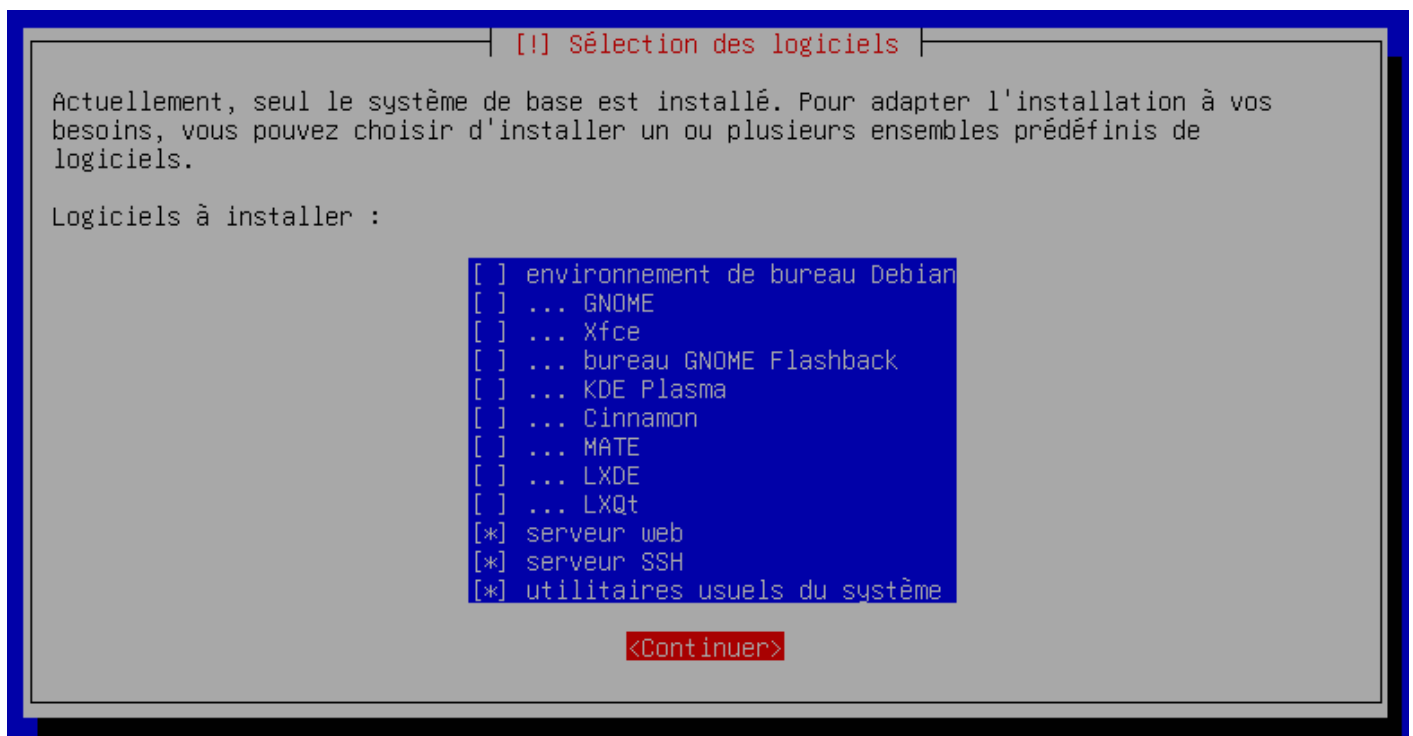 [!] Sélection des logiciels
Actuellement, seul le système de base est installé. Pour adapter l'installation à vos
besoins, vous pouvez choisir d'installer un ou plusieurs ensembles prédéfinis de
logiciels.
Logiciels à installer :
[ ] environnement de bureau Debian
[ ] ... GNOME
[ ] ... Xfce
[ ] ... bureau GNOME Flashback
[ ] ... KDE Plasma
[ ] ... Cinnamon
[ ] ... MATE
[ ] ... LXDE
[ ] ... LXQt
[*] serveur web
[*] serveur SSH
[*] utilitaires usuels du système
<Continuer>